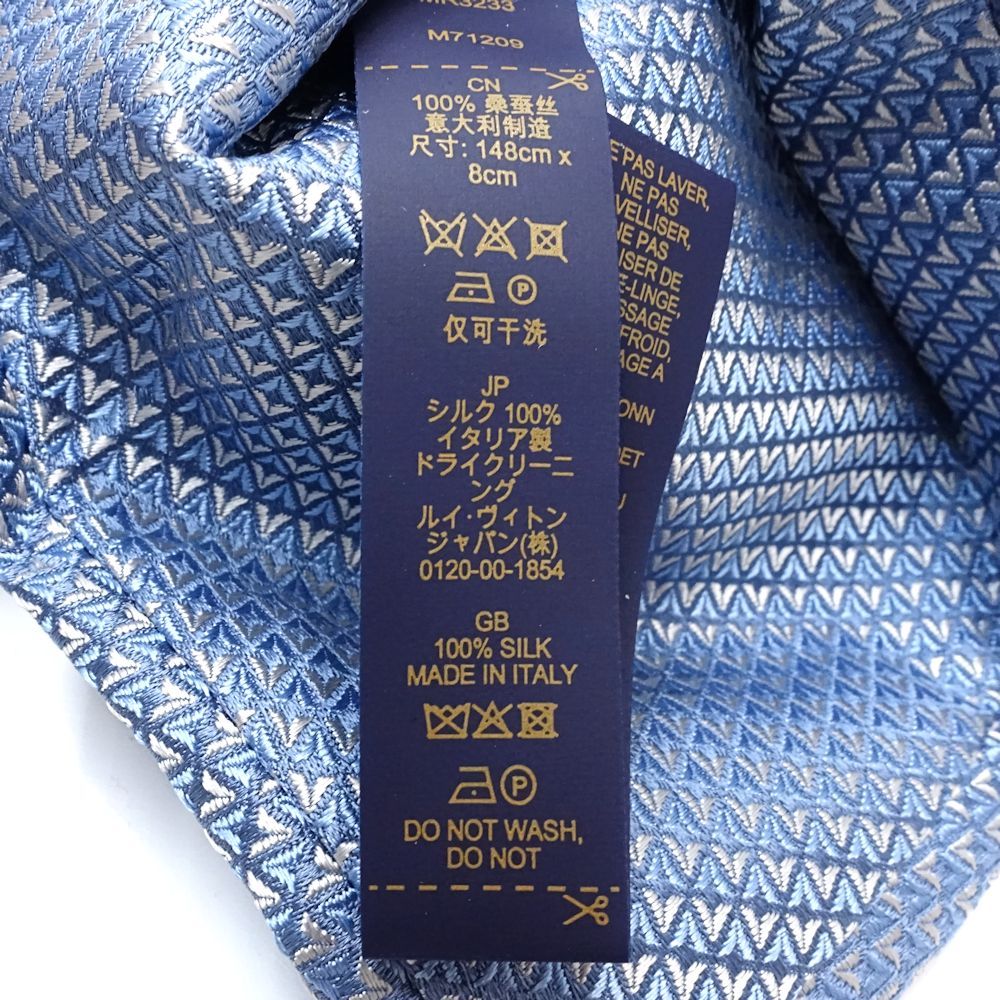 MR3233
M71209
CN
100% 桑蚕丝
意大利制造
尺寸: 148cm x
8cm
P
仅可干洗
JP
シルク 100%
イタリア製
ドライクリーニ
ング
ルイ・ヴィトン
ジャパン(株)
0120-00-1854
GB
100% SILK
MADE IN ITALY
P
DO NOT WASH,
DO NOT
PAS LAVER,
NE PAS
PAS
DE